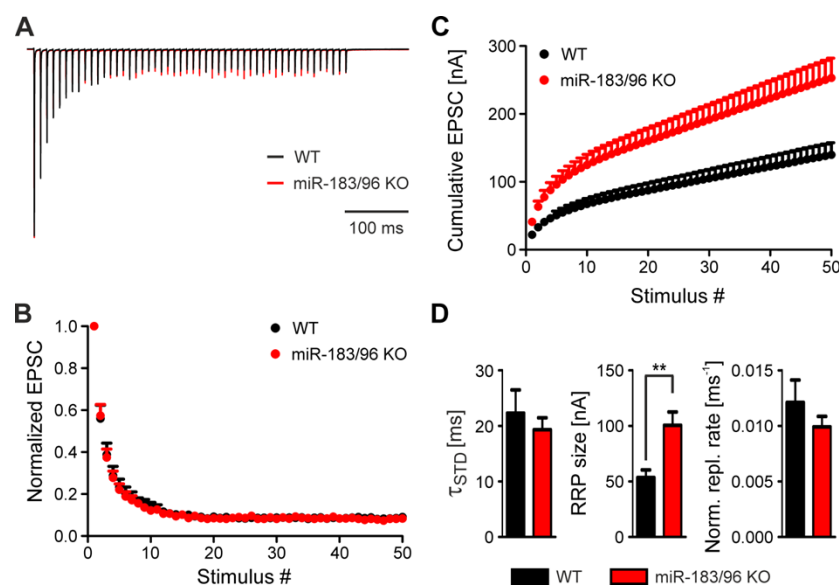 A
WT
miR-183/96 KO
100 ms
B
Normalized EPSC
1.0
0.8
0.6
0.4
0.2
0.0
0 10 20 30 40 50
Stimulus #
WT
miR-183/96 KO
C
Cumulative EPSC [nA]
300
200
100
0
0 10 20 30 40 50
Stimulus #
WT
miR-183/96 KO
D
τSTD [ms]
30
20
10
0
RRP size [nA]
150
100
50
0
**
Norm. repl. rate [ms-1]
0.015
0.010
0.005
0.000
WT
miR-183/96 KO